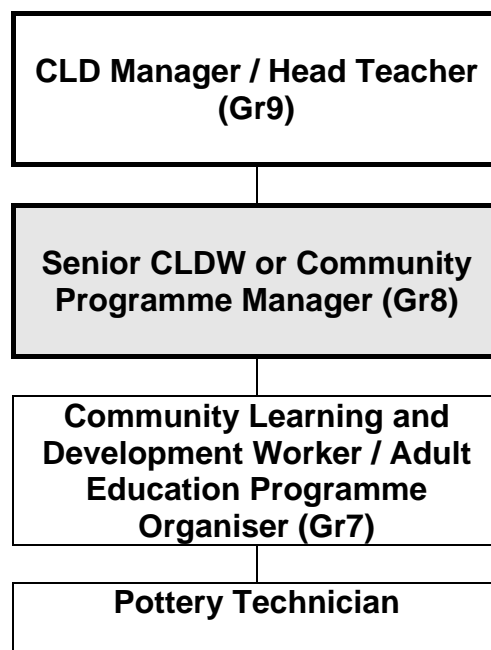 CLD Manager / Head Teacher
(Gr9)
Senior CLDW or Community
Programme Manager (Gr8)
Community Learning and
Development Worker / Adult
Education Programme
Organiser (Gr7)
Pottery Technician